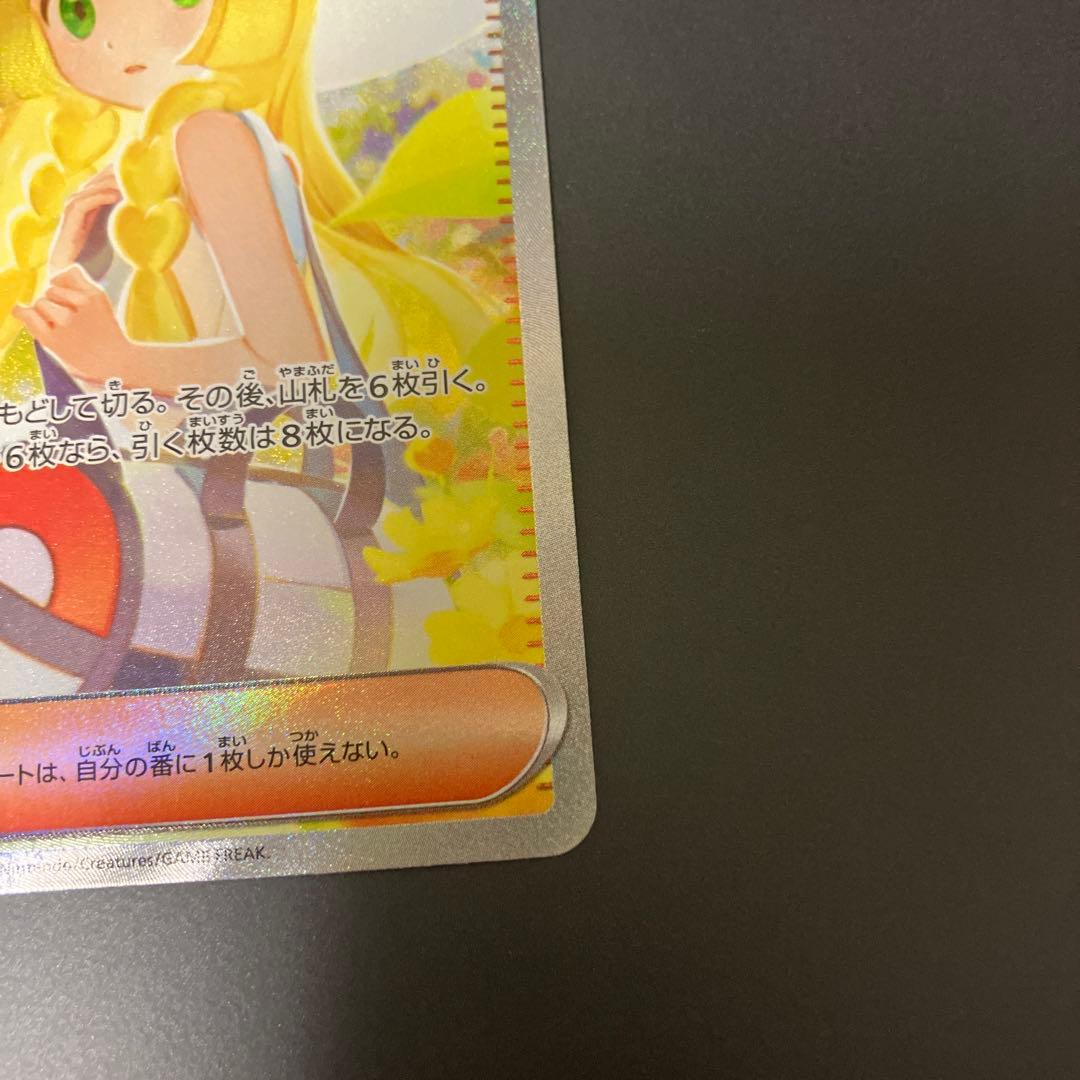 もどして切る。その後、山札を6枚引く。
6枚なら、引く枚数は8枚になる。
ートは、自分の番に1枚しか使えない。
Nintendo/Creatures/GAME FREAK.